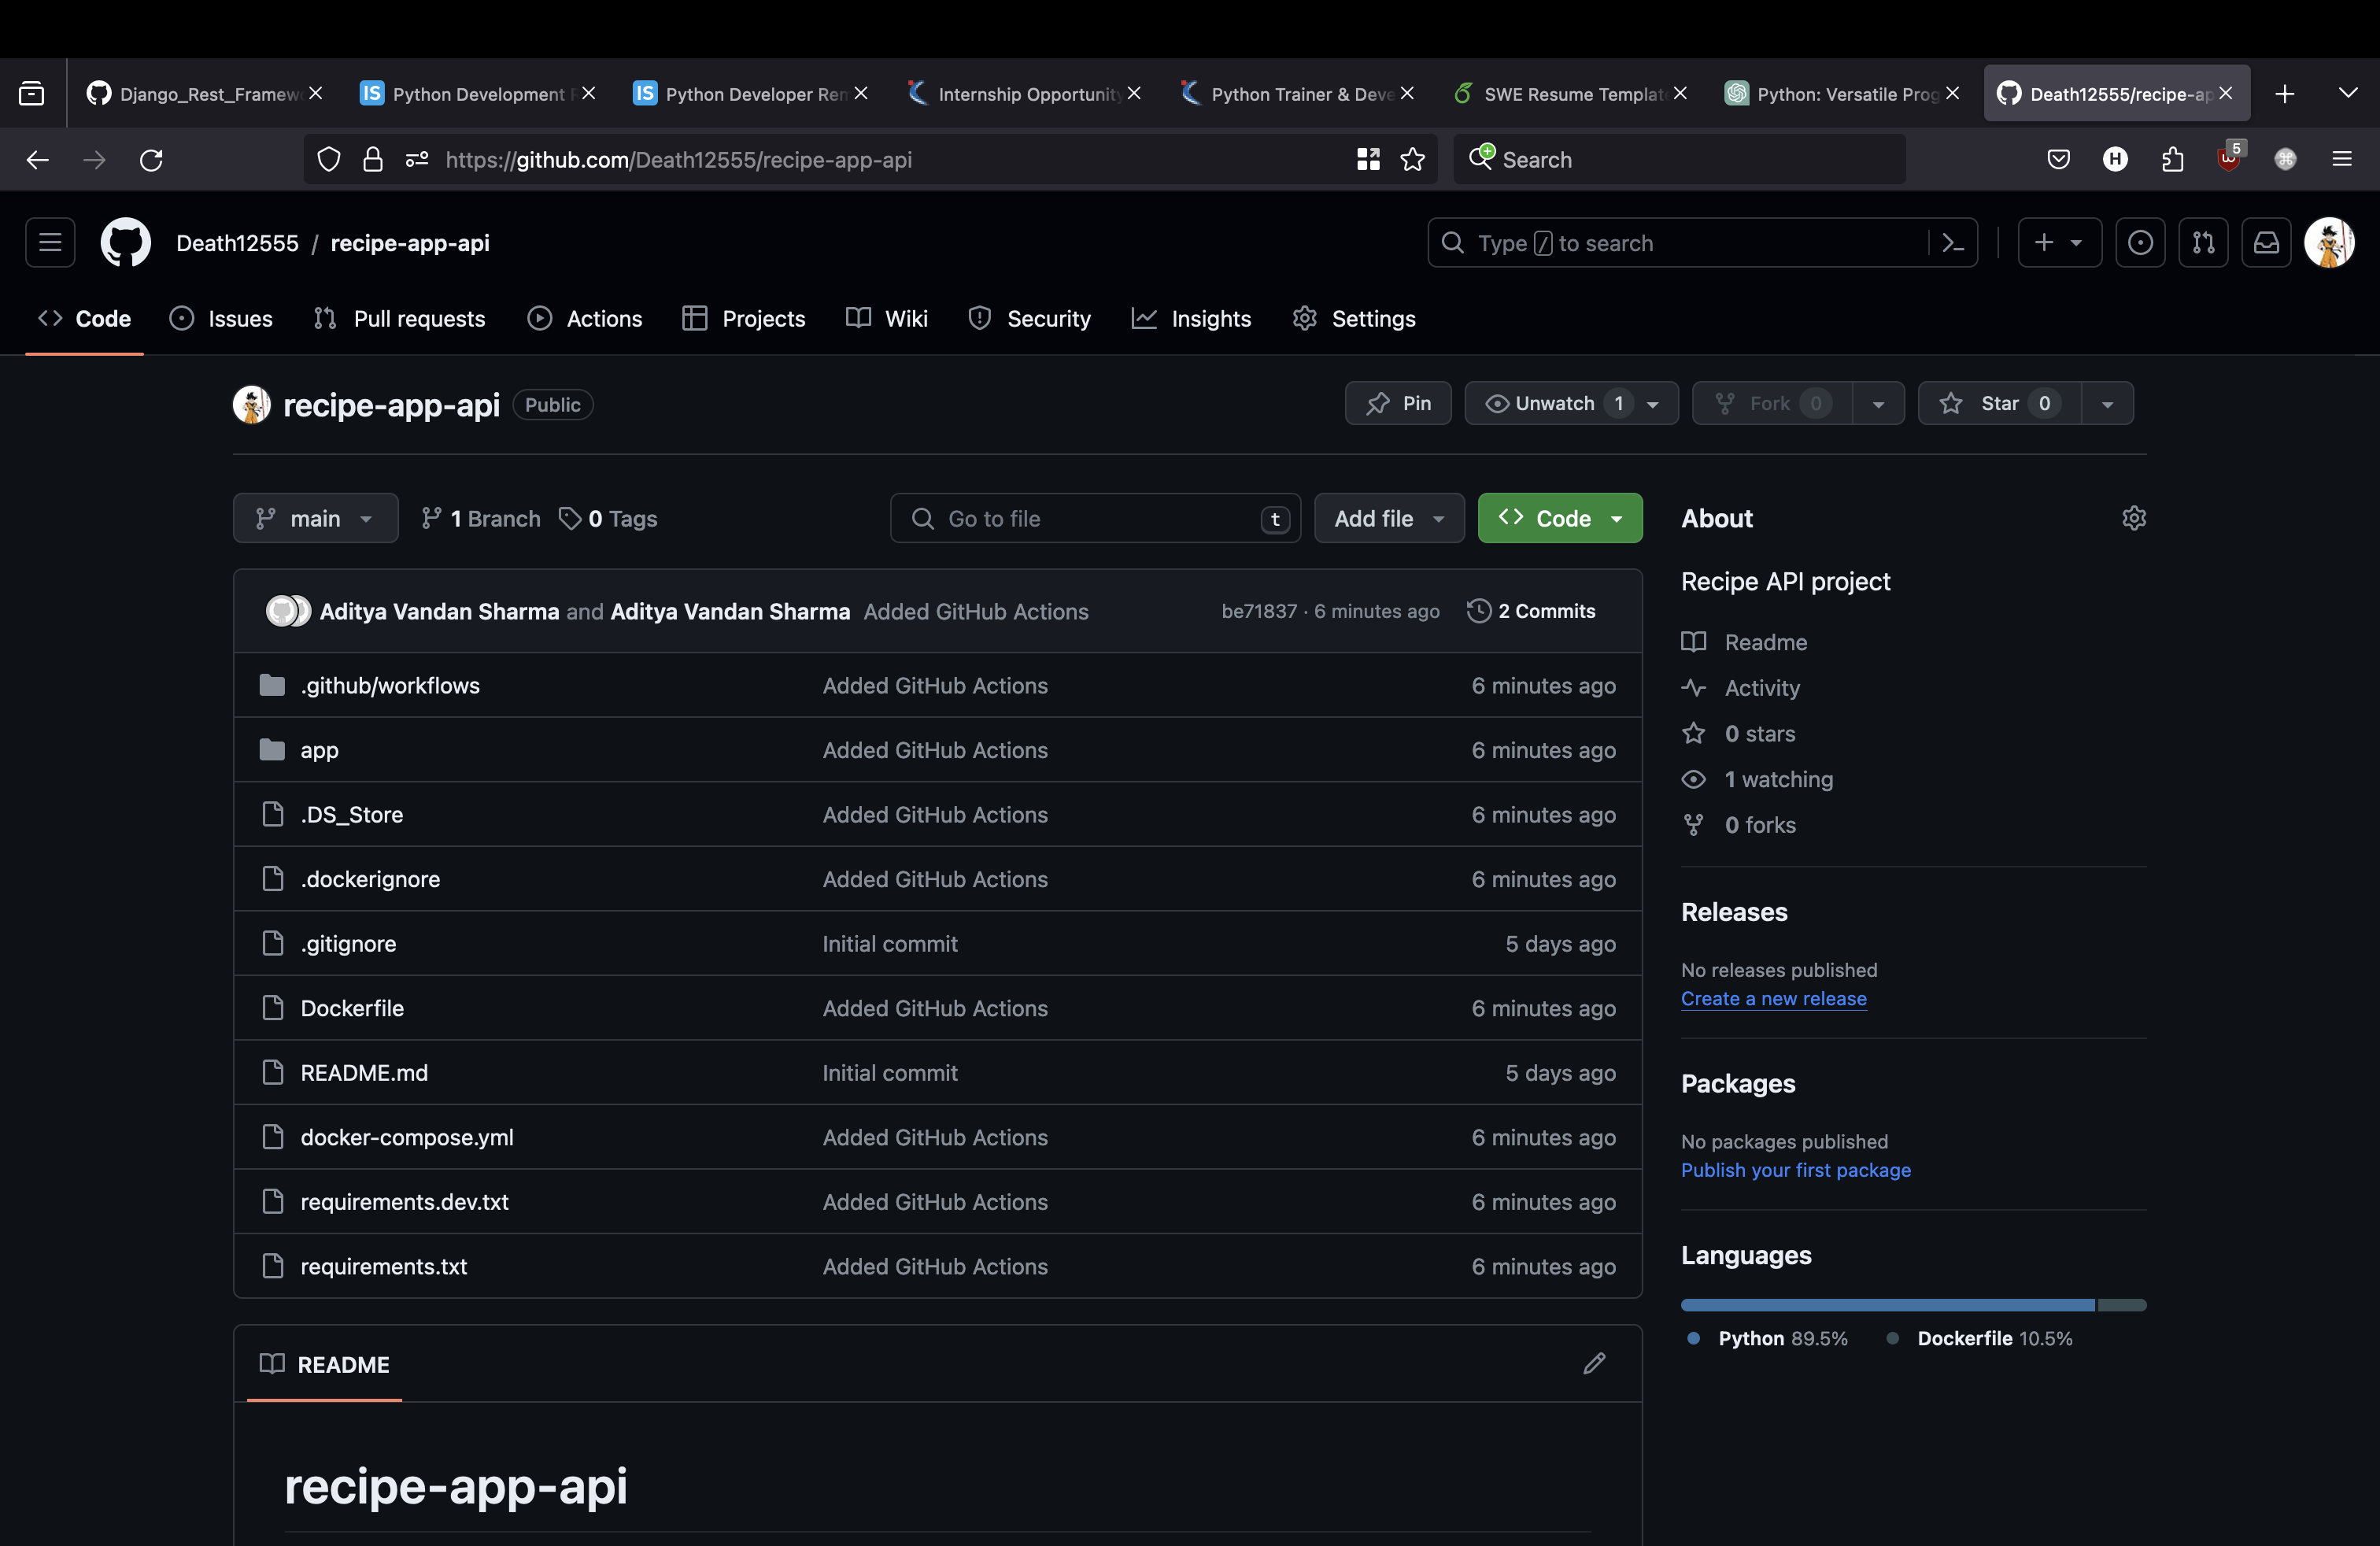 Django_Rest_Framew
IS Python Development
IS Python Developer Ren
Internship Opportunity
Python Trainer & Deve
SWE Resume Templat
Python: Versatile Prog
Death12555/recipe-ap
https://github.com/Death12555/recipe-app-api
Search
H
5
Death12555 / recipe-app-api
Type / to search
Code Issues Pull requests Actions Projects Wiki Security Insights Settings
recipe-app-api Public
Pin Unwatch 1 Fork 0 Star 0
main 1 Branch 0 Tags
Go to file t Add file Code
Aditya Vandan Sharma and Aditya Vandan Sharma Added GitHub Actions be71837 · 6 minutes ago 2 Commits
.github/workflows Added GitHub Actions 6 minutes ago
app Added GitHub Actions 6 minutes ago
.DS_Store Added GitHub Actions 6 minutes ago
.dockerignore Added GitHub Actions 6 minutes ago
.gitignore Initial commit 5 days ago
Dockerfile Added GitHub Actions 6 minutes ago
README.md Initial commit 5 days ago
docker-compose.yml Added GitHub Actions 6 minutes ago
requirements.dev.txt Added GitHub Actions 6 minutes ago
requirements.txt Added GitHub Actions 6 minutes ago
README
recipe-app-api
About
Recipe API project
Readme
Activity
0 stars
1 watching
0 forks
Releases
No releases published
Create a new release
Packages
No packages published
Publish your first package
Languages
Python 89.5% Dockerfile 10.5%